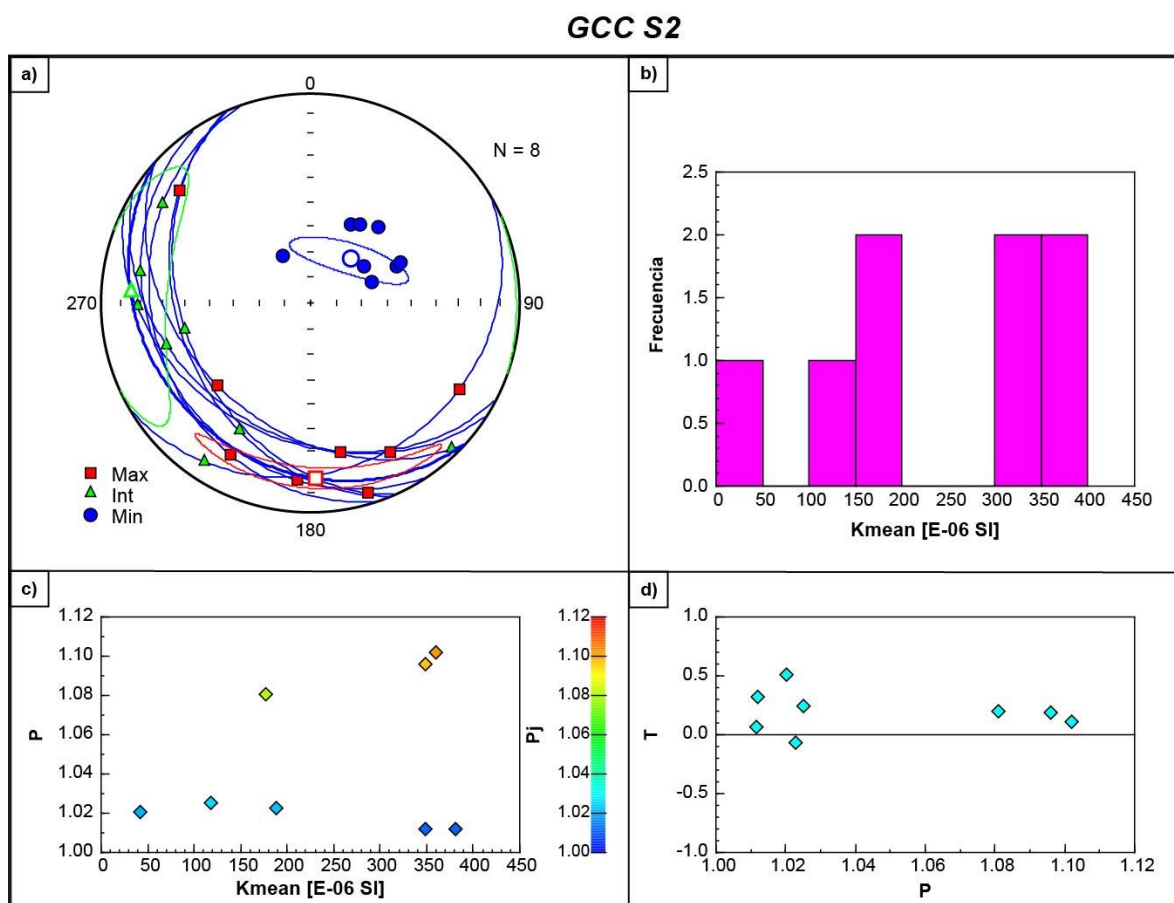 GCC S2
a)
0
N = 8
270
90
180
Max
Int
Min
b)
Frecuencia
2.5
2.0
1.5
1.0
0.5
0.0
0 50 100 150 200 250 300 350 400 450
Kmean [E-06 SI]
c)
P
1.12
1.10
1.08
1.06
1.04
1.02
1.00
0 50 100 150 200 250 300 350 400 450
Kmean [E-06 SI]
Pj
1.12
1.10
1.08
1.06
1.04
1.02
1.00
d)
T
1.0
0.5
0.0
-0.5
-1.0
1.00 1.02 1.04 1.06 1.08 1.10 1.12
P